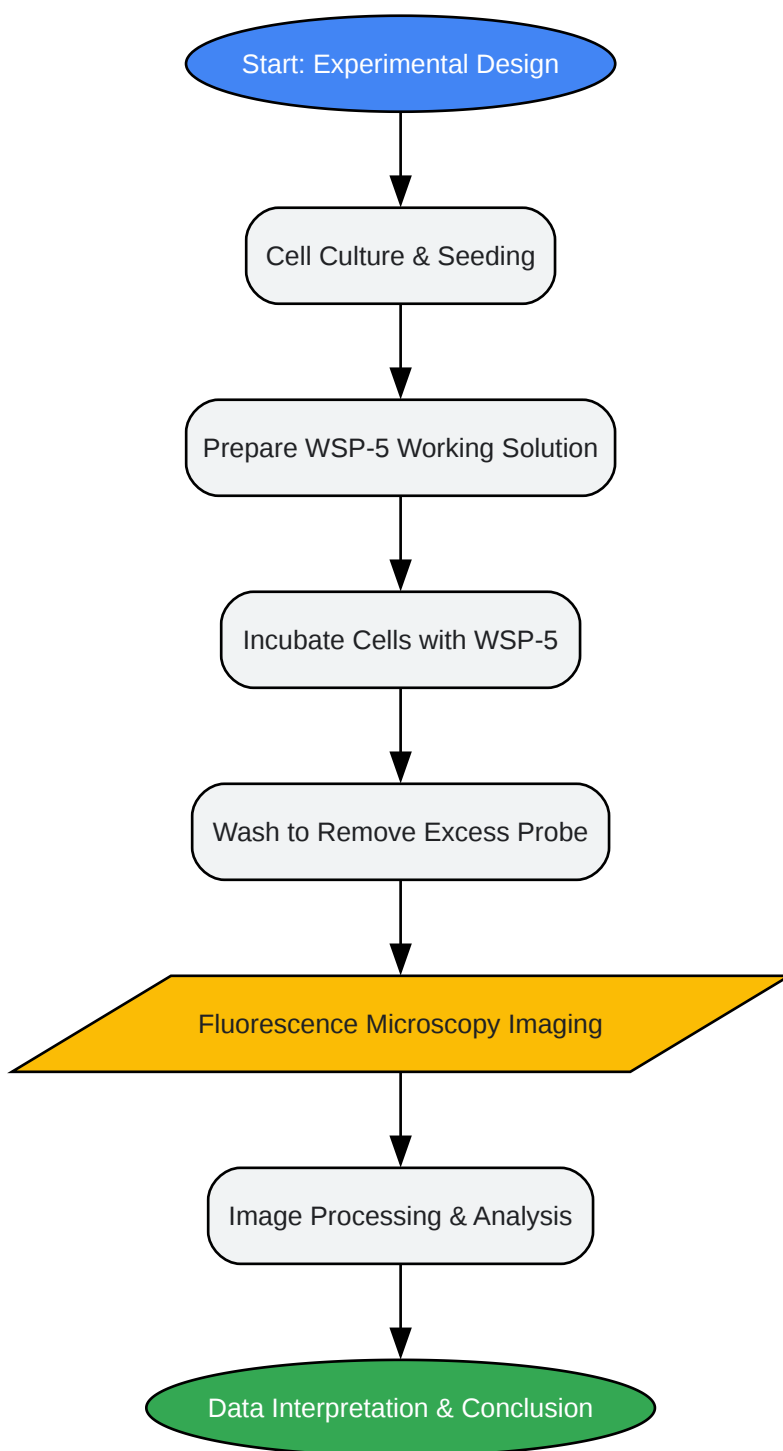 Start: Experimental Design
Cell Culture & Seeding
Prepare WSP-5 Working Solution
Incubate Cells with WSP-5
Wash to Remove Excess Probe
Fluorescence Microscopy Imaging
Image Processing & Analysis
Data Interpretation & Conclusion